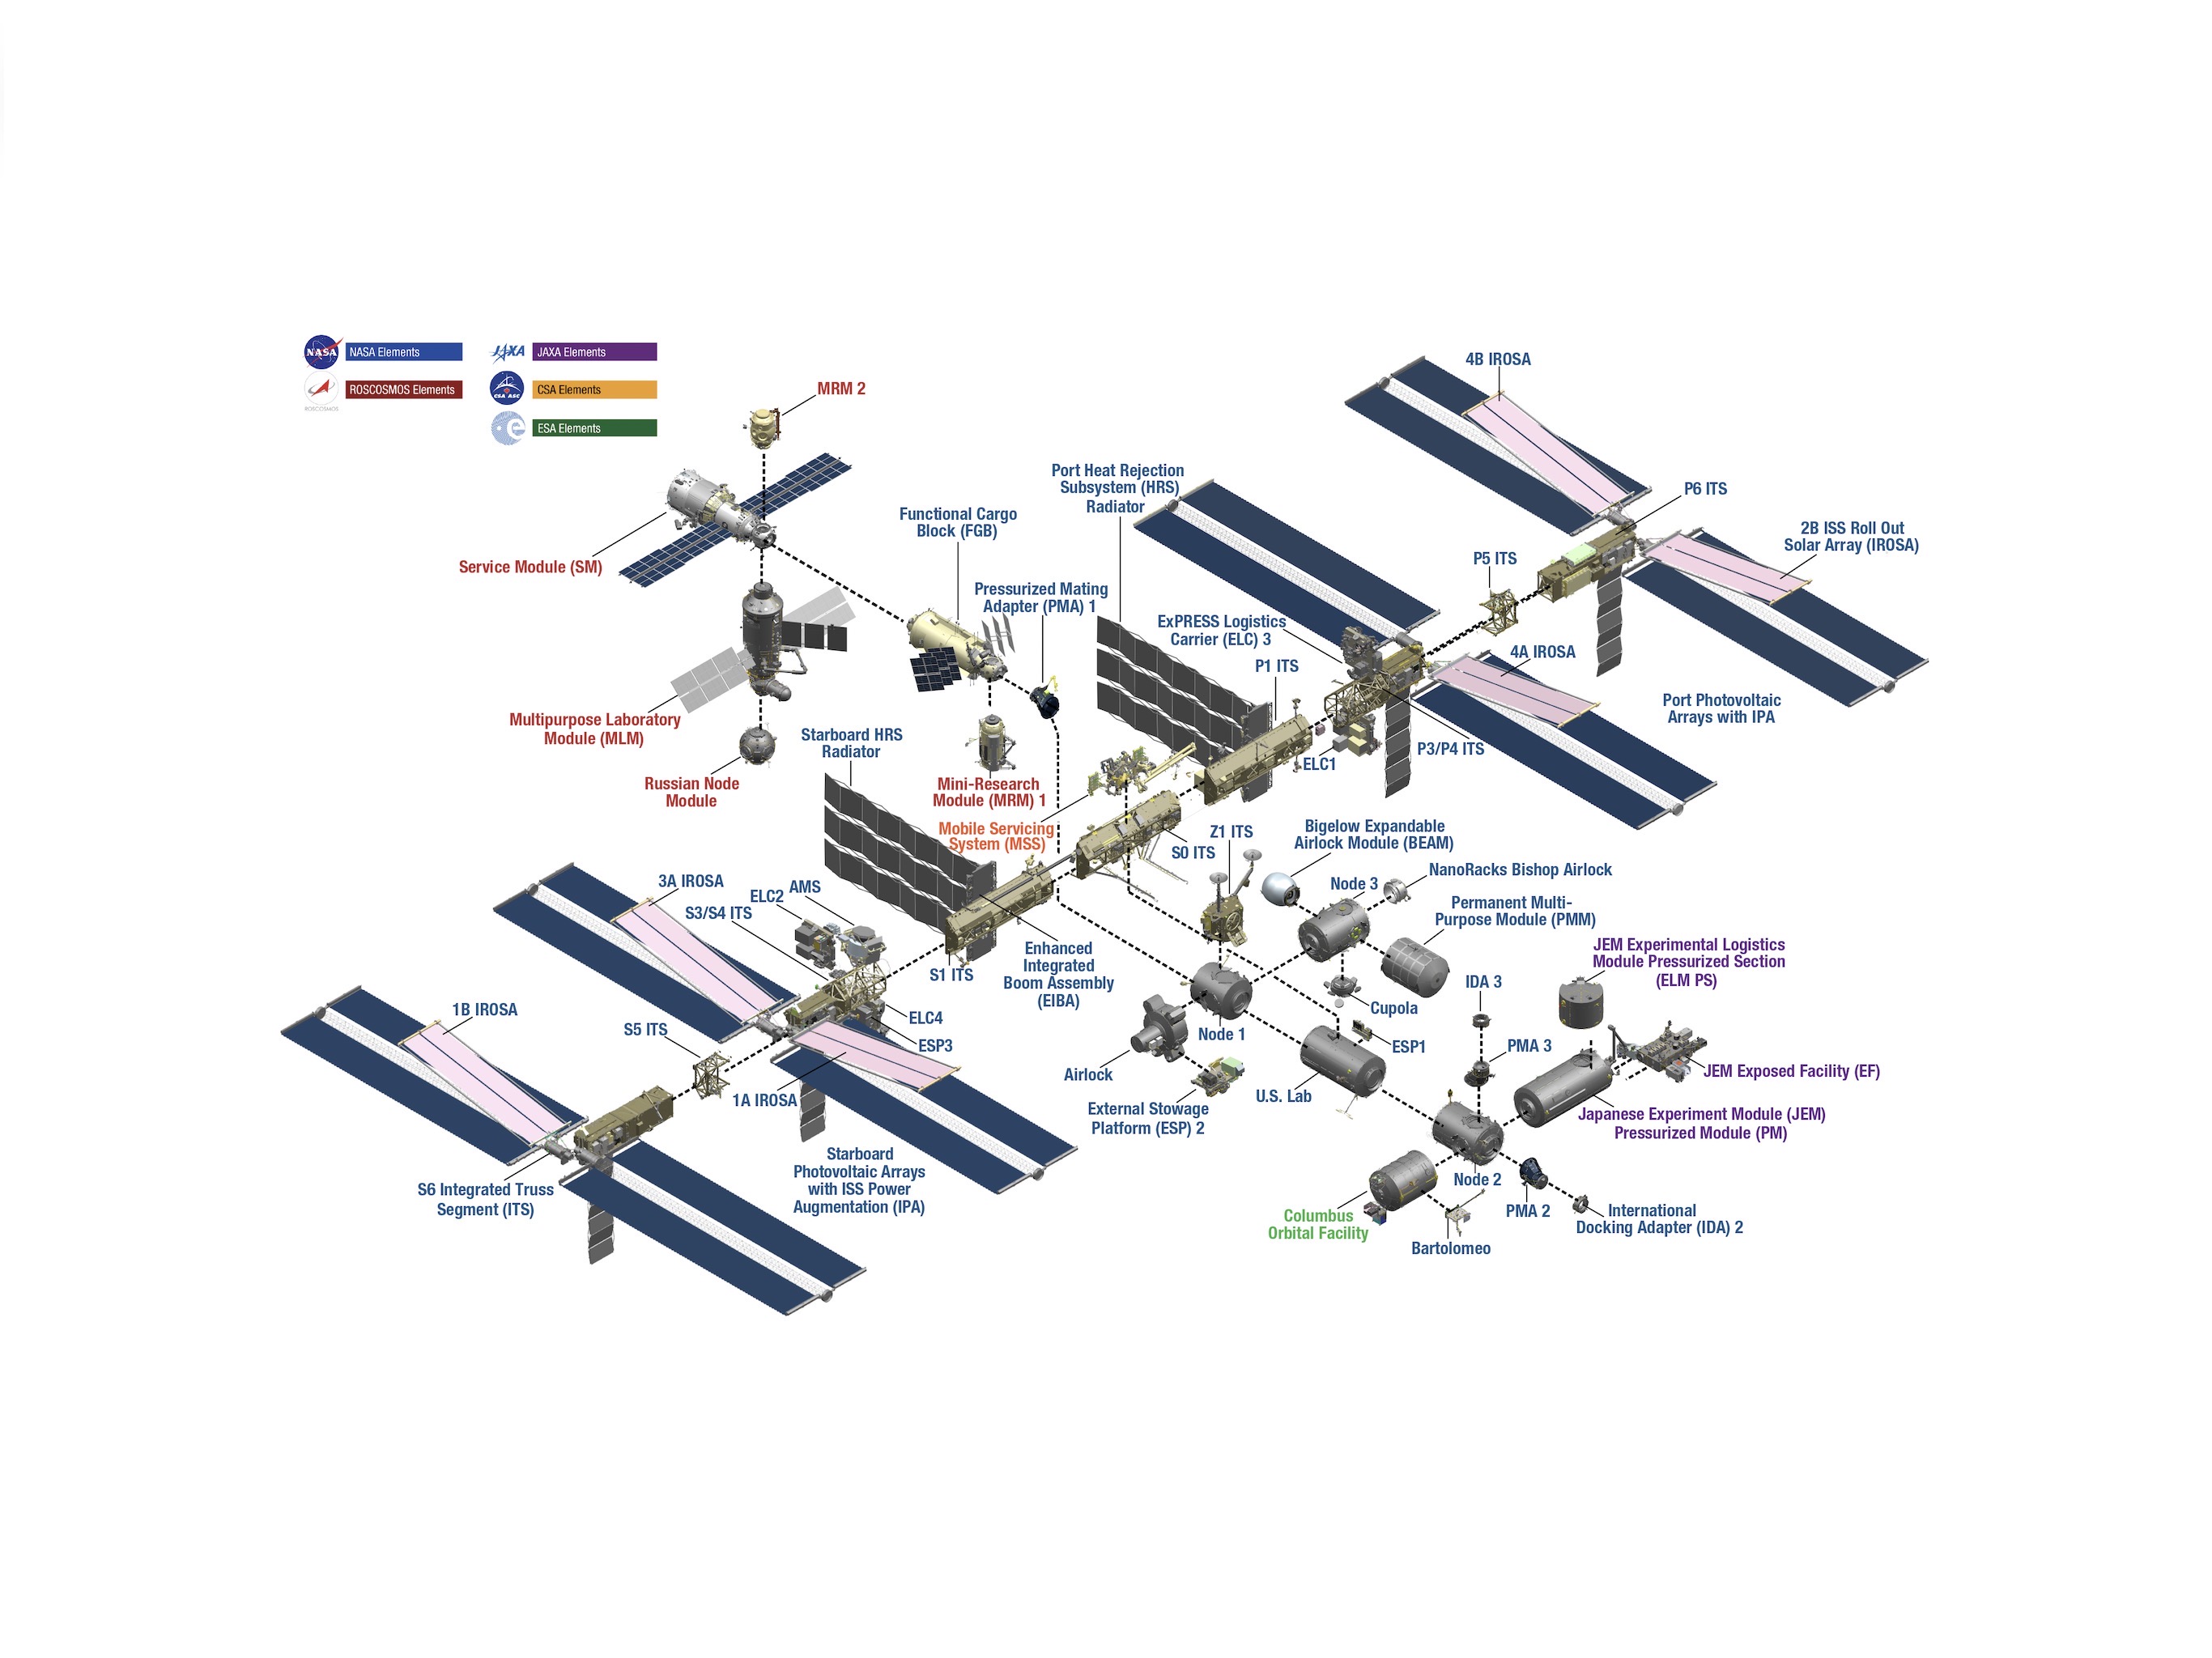 NASA
NASA Elements
JAXA
JAXA Elements
ROSCOSMOS
ROSCOSMOS Elements
CSA ASC
CSA Elements
e
ESA Elements
MRM 2
Service Module (SM)
Multipurpose Laboratory
Module (MLM)
Russian Node
Module
Functional Cargo
Block (FGB)
Pressurized Mating
Adapter (PMA) 1
Mini-Research
Module (MRM) 1
Port Heat Rejection
Subsystem (HRS)
Radiator
ExPRESS Logistics
Carrier (ELC) 3
P1 ITS
4B IROSA
P6 ITS
2B ISS Roll Out
Solar Array (IROSA)
P5 ITS
4A IROSA
Port Photovoltaic
Arrays with IPA
P3/P4 ITS
ELC1
Starboard HRS
Radiator
Mobile Servicing
System (MSS)
S0 ITS
Z1 ITS
Bigelow Expandable
Airlock Module (BEAM)
Node 3
NanoRacks Bishop Airlock
Permanent Multi-
Purpose Module (PMM)
Cupola
JEM Experimental Logistics
Module Pressurized Section
(ELM PS)
IDA 3
PMA 3
JEM Exposed Facility (EF)
Japanese Experiment Module (JEM)
Pressurized Module (PM)
3A IROSA
AMS
ELC2
S3/S4 ITS
S1 ITS
Enhanced
Integrated
Boom Assembly
(EIBA)
Node 1
Airlock
External Stowage
Platform (ESP) 2
ESP1
U.S. Lab
Node 2
PMA 2
International
Docking Adapter (IDA) 2
Columbus
Orbital Facility
Bartolomeo
1B IROSA
S5 ITS
ELC4
ESP3
1A IROSA
Starboard
Photovoltaic Arrays
with ISS Power
Augmentation (IPA)
S6 Integrated Truss
Segment (ITS)